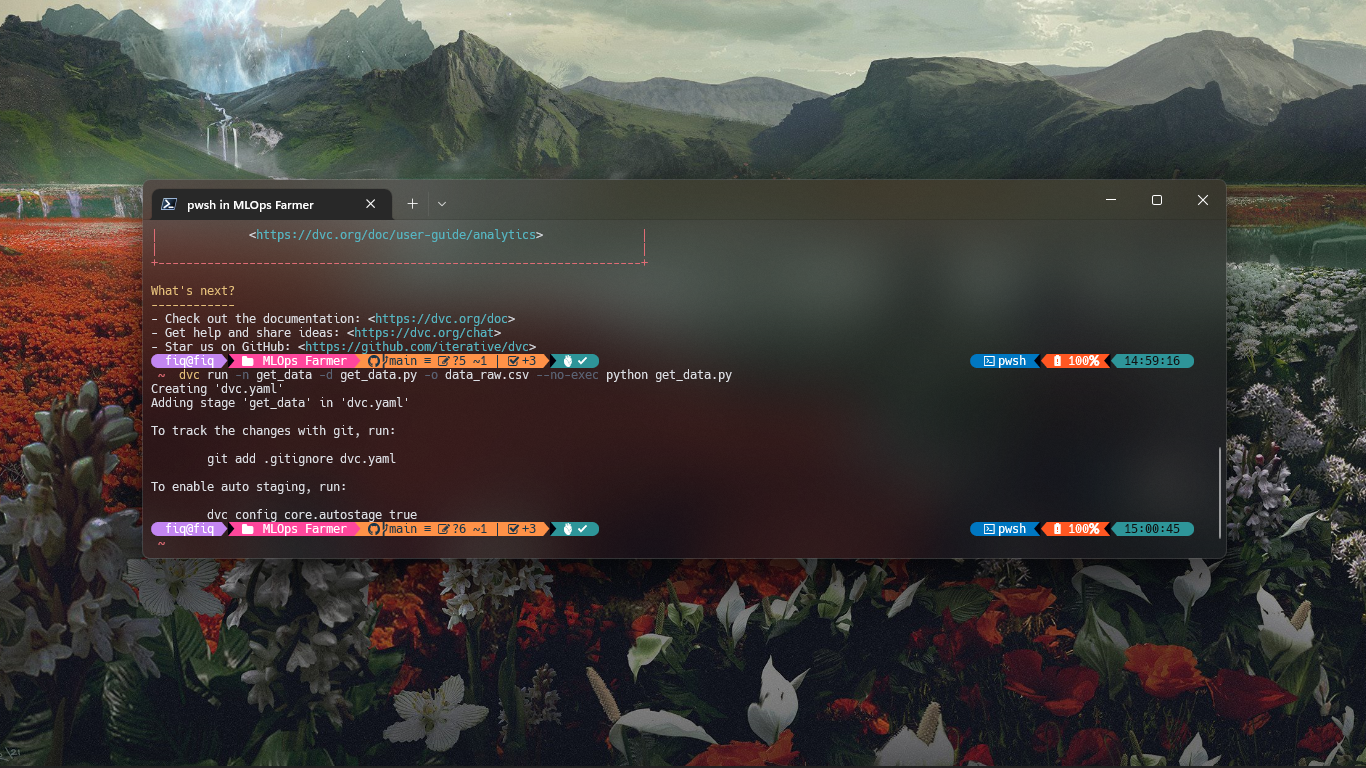 pwsh in MLOps Farmer
<https://dvc.org/doc/user-guide/analytics>
What's next?
------------
- Check out the documentation: <https://dvc.org/doc>
- Get help and share ideas: <https://dvc.org/chat>
- Star us on GitHub: <https://github.com/iterative/dvc>
fiq@fiq MLOps Farmer main ≡ ?5 ~1 | +3 pwsh 100% 14:59:16
~ dvc run -n get_data -d get_data.py -o data_raw.csv --no-exec python get_data.py
Creating 'dvc.yaml'
Adding stage 'get_data' in 'dvc.yaml'
To track the changes with git, run:
git add .gitignore dvc.yaml
To enable auto staging, run:
dvc config core.autostage true
fiq@fiq MLOps Farmer main ≡ ?6 ~1 | +3 pwsh 100% 15:00:45
~